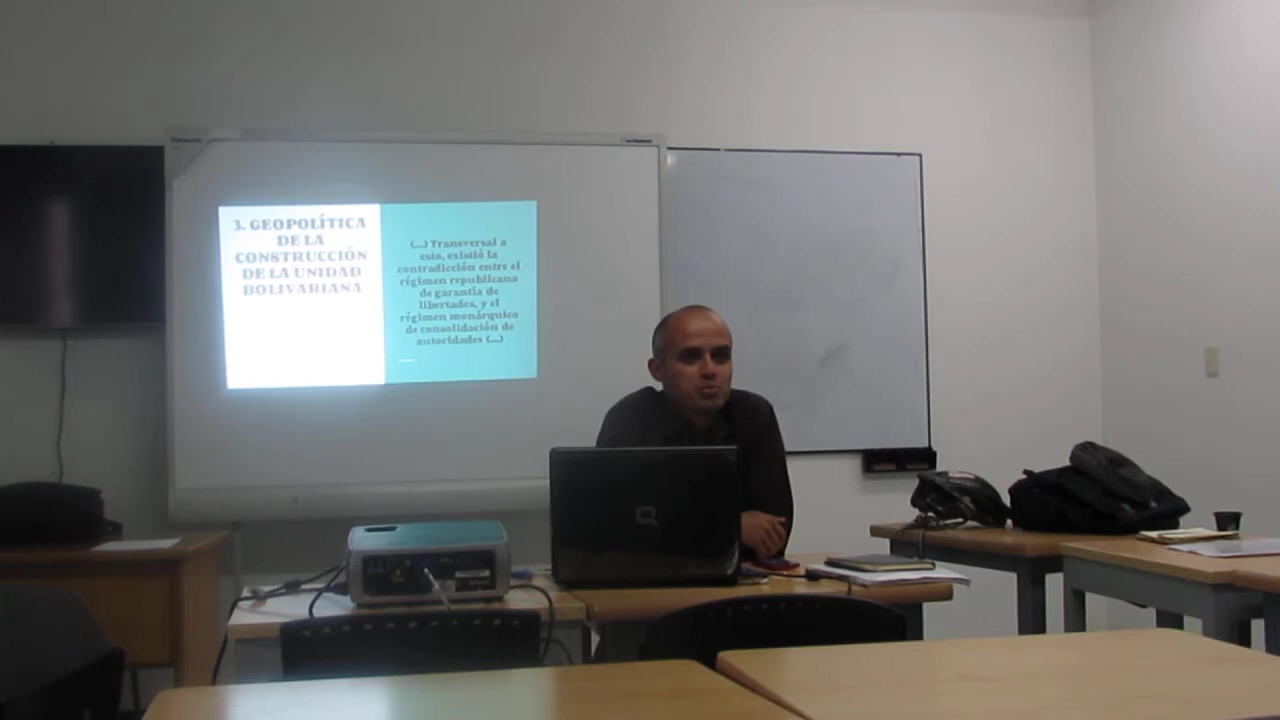 3. GEOPOLÍTICA
DE LA
CONSTRUCCIÓN
DE LA UNIDAD
BOLIVARIANA
(...) Transversal a
esto, existió la
contradicción entre el
régimen republicano
de garantía de
libertades, y el
régimen monárquico
de consolidación de
autoridades (...)